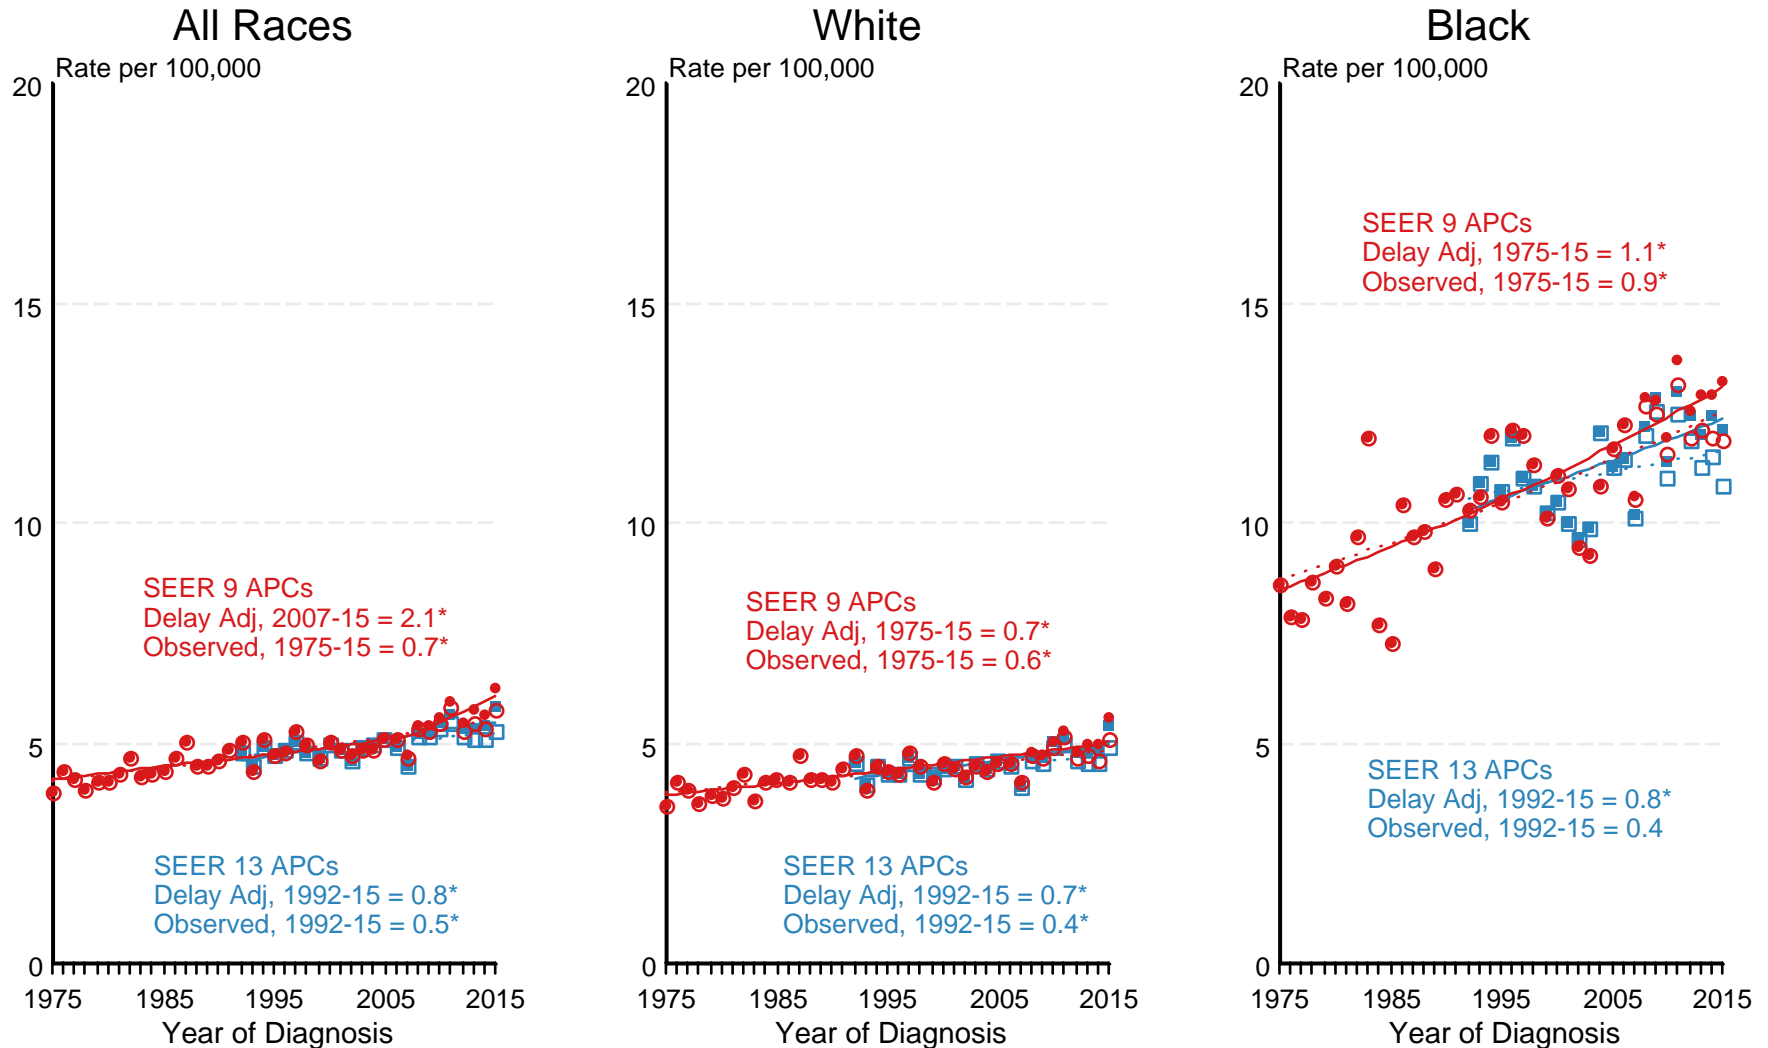 All Races
Rate per 100,000
20
15
10
5
0
SEER 9 APCs
Delay Adj, 2007-15 = 2.1*
Observed, 1975-15 = 0.7*
SEER 13 APCs
Delay Adj, 1992-15 = 0.8*
Observed, 1992-15 = 0.5*
1975 1985 1995 2005 2015
Year of Diagnosis
White
Rate per 100,000
20
15
10
5
0
SEER 9 APCs
Delay Adj, 1975-15 = 0.7*
Observed, 1975-15 = 0.6*
SEER 13 APCs
Delay Adj, 1992-15 = 0.7*
Observed, 1992-15 = 0.4*
1975 1985 1995 2005 2015
Year of Diagnosis
Black
Rate per 100,000
20
15
10
5
0
SEER 9 APCs
Delay Adj, 1975-15 = 1.1*
Observed, 1975-15 = 0.9*
SEER 13 APCs
Delay Adj, 1992-15 = 0.8*
Observed, 1992-15 = 0.4
1975 1985 1995 2005 2015
Year of Diagnosis